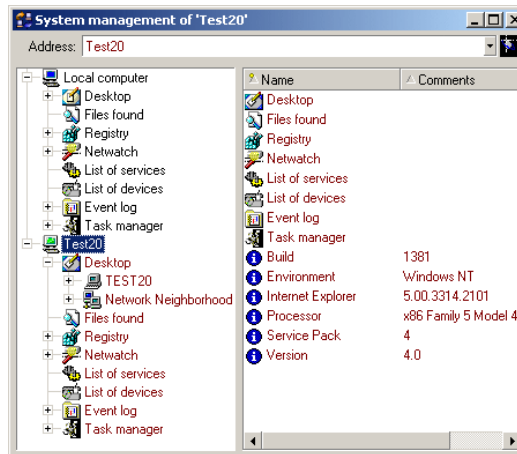 System management of 'Test20'
Address: Test20
Local computer
Desktop
Files found
Registry
Netwatch
List of services
List of devices
Event log
Task manager
Test20
Desktop
TEST20
Network Neighborhood
Files found
Registry
Netwatch
List of services
List of devices
Event log
Task manager
Name Comments
Desktop
Files found
Registry
Netwatch
List of services
List of devices
Event log
Task manager
Build 1381
Environment Windows NT
Internet Explorer 5.00.3314.2101
Processor x86 Family 5 Model 4
Service Pack 4
Version 4.0